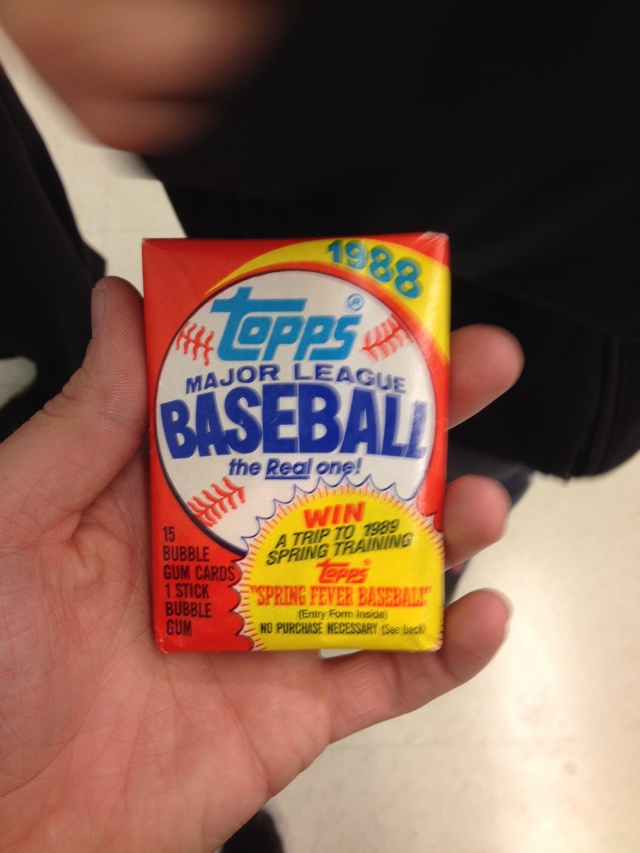 1988
Topps®
MAJOR LEAGUE
BASEBALL
the Real one!
15
BUBBLE
GUM CARDS
1 STICK
BUBBLE
GUM
WIN
A TRIP TO 1989
SPRING TRAINING
Topps®
"SPRING FEVER BASEBALL"
(Entry Form Inside)
NO PURCHASE NECESSARY (See back)